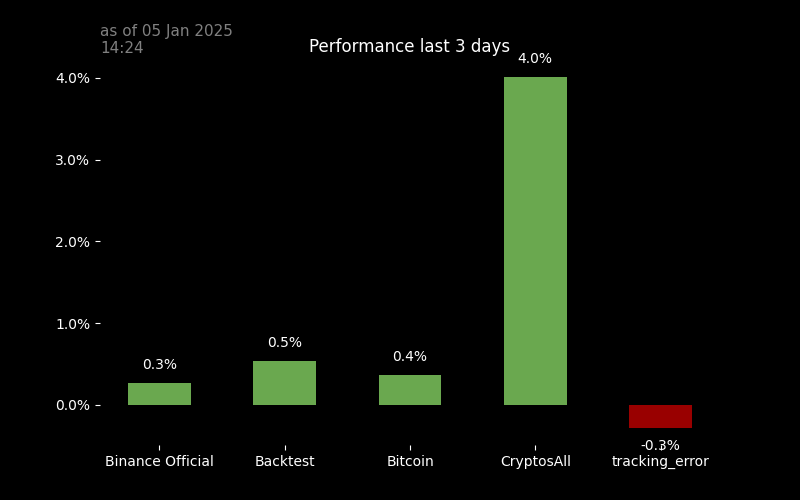 as of 05 Jan 2025
14:24
Performance last 3 days
4.0%
4.0%
3.0%
2.0%
1.0%
0.5%
0.4%
0.3%
0.0%
-0.3%
Binance Official
Backtest
Bitcoin
CryptosAll
tracking_error